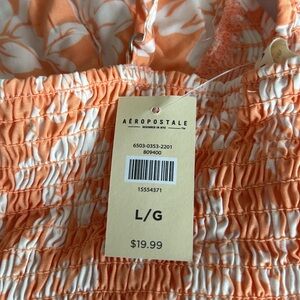 AÉROPOSTALE
DESIGNED IN NYC
6503-0353-2201
809400
15554371
L/G
$19.99